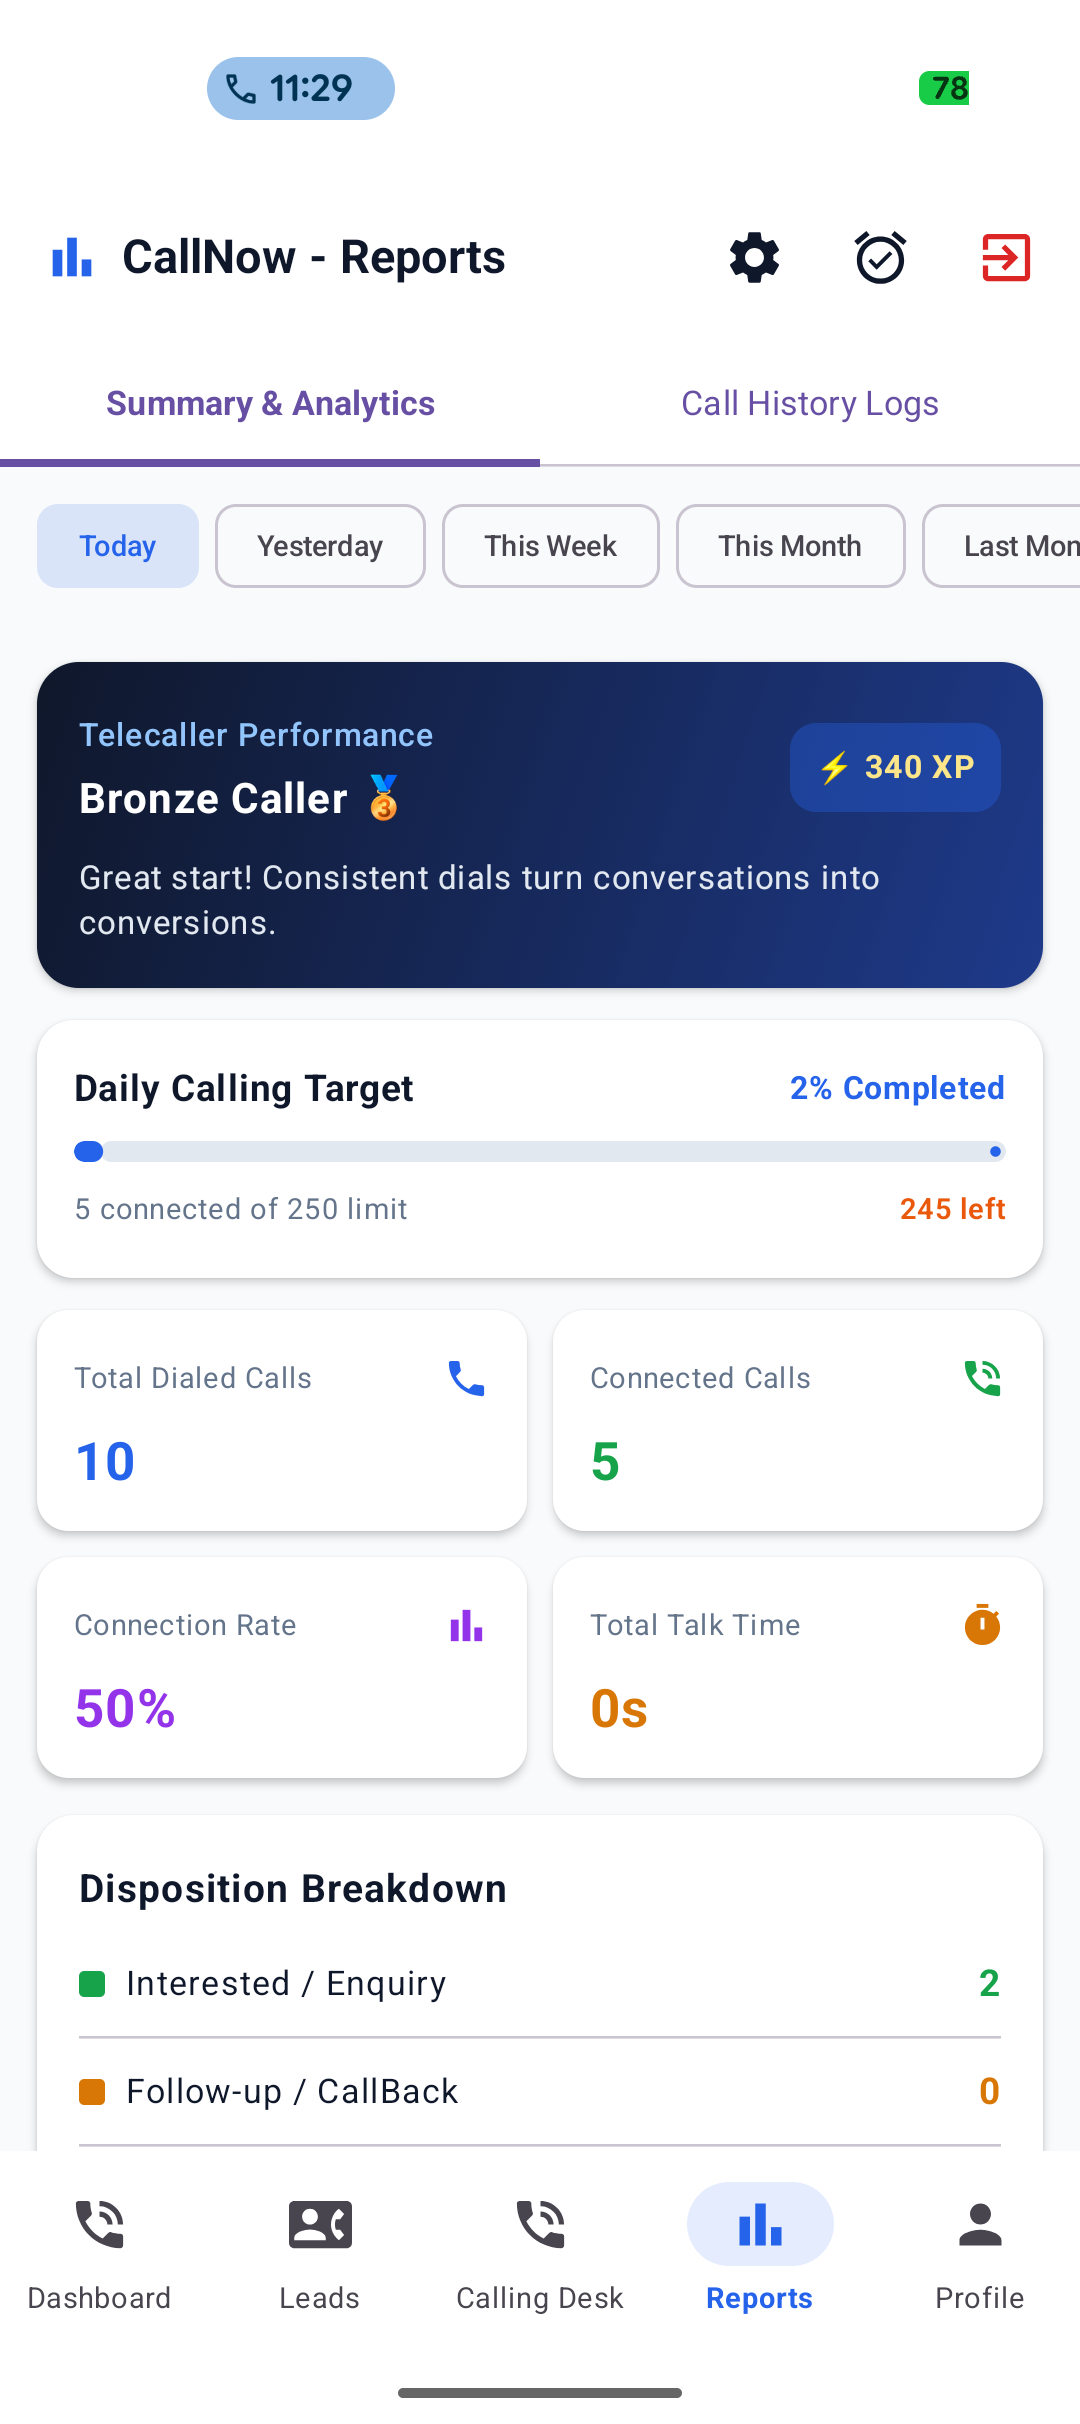 11:29
78
CallNow - Reports
Summary & Analytics
Call History Logs
Today
Yesterday
This Week
This Month
Last Mon
Telecaller Performance
Bronze Caller 🥉
⚡ 340 XP
Great start! Consistent dials turn conversations into
conversions.
Daily Calling Target
2% Completed
5 connected of 250 limit
245 left
Total Dialed Calls
10
Connected Calls
5
Connection Rate
50%
Total Talk Time
0s
Disposition Breakdown
Interested / Enquiry
2
Follow-up / CallBack
0
Dashboard
Leads
Calling Desk
Reports
Profile